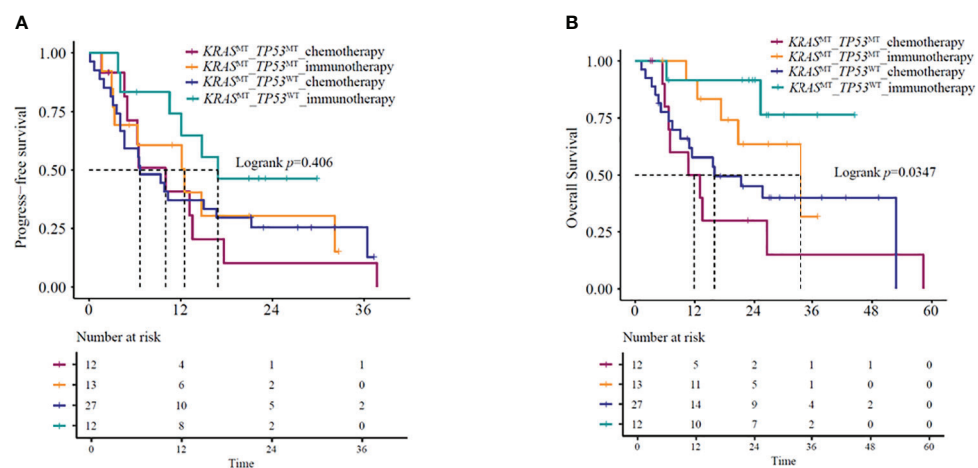 A
KRASMT_TP53MT_chemotherapy
KRASMT_TP53MT_immunotherapy
KRASMT_TP53WT_chemotherapy
KRASMT_TP53WT_immunotherapy
Progress-free survival
1.00
0.75
0.50
0.25
0.00
Logrank p=0.406
0 12 24 36
Number at risk
12 4 1 1
13 6 2 0
27 10 5 2
12 8 2 0
0 12 24 36
Time
B
KRASMT_TP53MT_chemotherapy
KRASMT_TP53MT_immunotherapy
KRASMT_TP53WT_chemotherapy
KRASMT_TP53WT_immunotherapy
Overall Survival
1.00
0.75
0.50
0.25
0.00
Logrank p=0.0347
0 12 24 36 48 60
Number at risk
12 5 2 1 1 0
13 11 5 1 0 0
27 14 9 4 2 0
12 10 7 2 0 0
0 12 24 36 48 60
Time